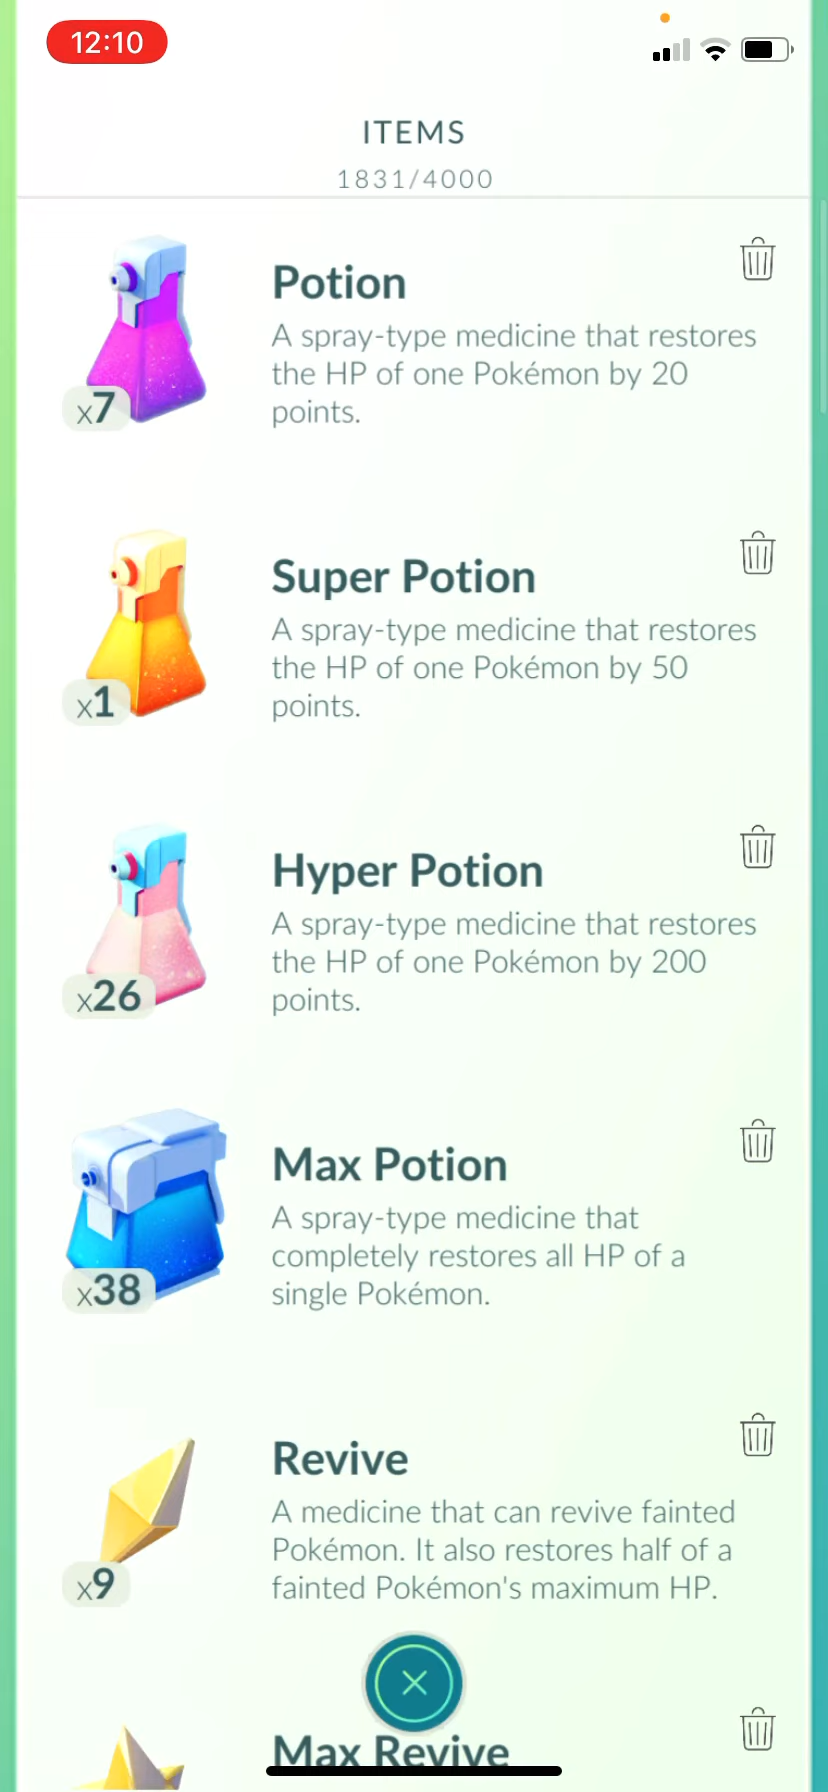 12:10
ITEMS
1831/4000
Potion
A spray-type medicine that restores
the HP of one Pokémon by 20
points.
x7
Super Potion
A spray-type medicine that restores
the HP of one Pokémon by 50
points.
x1
Hyper Potion
A spray-type medicine that restores
the HP of one Pokémon by 200
points.
x26
Max Potion
A spray-type medicine that
completely restores all HP of a
single Pokémon.
x38
Revive
A medicine that can revive fainted
Pokémon. It also restores half of a
fainted Pokémon's maximum HP.
x9
Max Revive